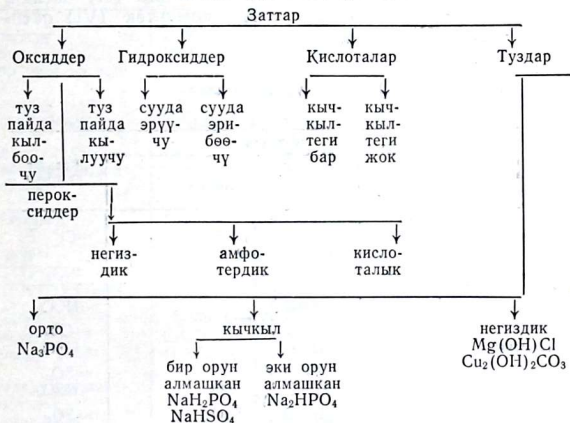 Заттар
Оксиддер Гидроксиддер Қислоталар Туздар
туз туз сууда сууда кыч- кыч-
пайда пайда эрүү- эри- кыл- кыл-
кыл- кы- чу бөө- теги теги
боо- луучу чү бар жок
чу
перок-
сиддер
негиз- амфо- кисло-
дик тердик талык
орто кычкыл негиздик
Na₃PO₄ Mg(OH)Cl
Cu₂(OH)₂CO₃
бир орун эки орун
алмашкан алмашкан
NaH₂PO₄ Na₂HPO₄
NaHSO₄